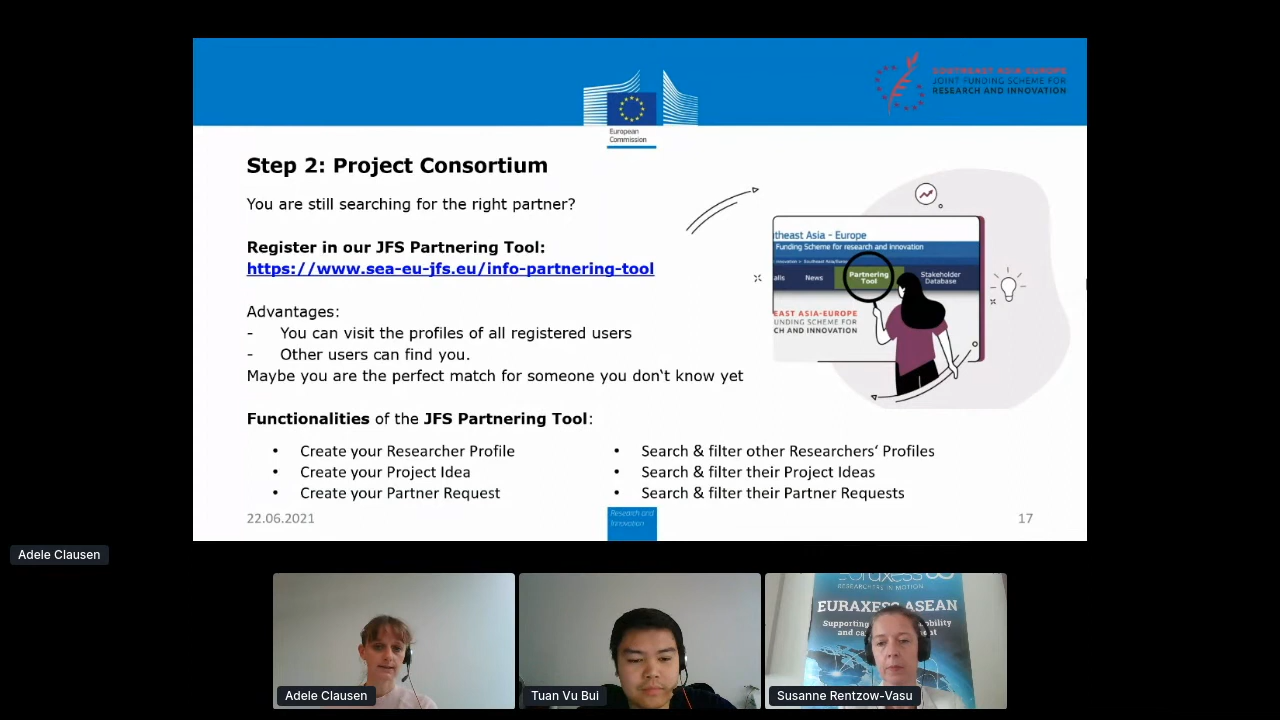 SOUTHEAST ASIA-EUROPE
JOINT FUNDING SCHEME FOR
RESEARCH AND INNOVATION
European
Commission
Step 2: Project Consortium
You are still searching for the right partner?
Register in our JFS Partnering Tool:
https://www.sea-eu-jfs.eu/info-partnering-tool
Advantages:
- You can visit the profiles of all registered users
- Other users can find you.
Maybe you are the perfect match for someone you don‘t know yet
theast Asia - Europe
Funding Scheme for research and innovation
alls
News
Partnering
Tool
Stakeholder
Database
EAST ASIA-EUROPE
UNDING SCHEME FOR
CH AND INNOVATION
Functionalities of the JFS Partnering Tool:
• Create your Researcher Profile
• Create your Project Idea
• Create your Partner Request
• Search & filter other Researchers‘ Profiles
• Search & filter their Project Ideas
• Search & filter their Partner Requests
22.06.2021
Research and
Innovation
17
Adele Clausen
Adele Clausen
Tuan Vu Bui
euraxess
RESEARCHERS IN MOTION
EURAXESS ASEAN
Supporting
Susanne Rentzow-Vasu